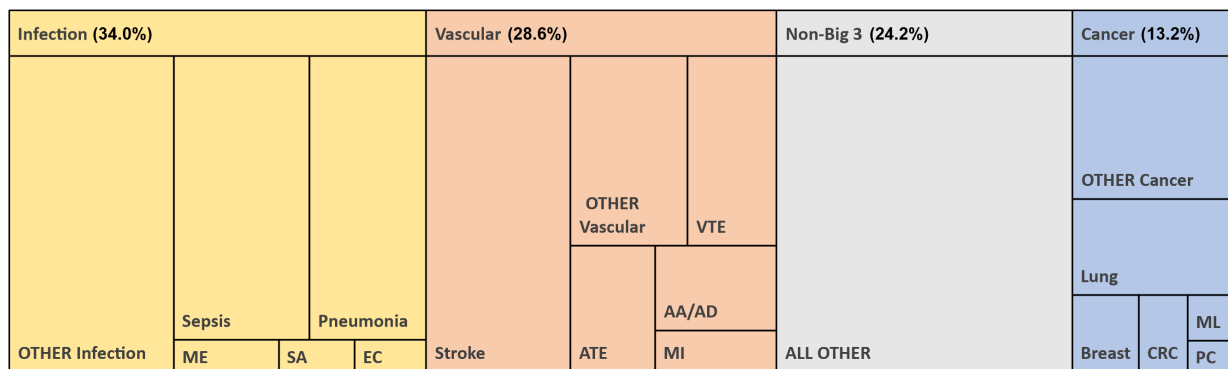 Infection (34.0%)
Vascular (28.6%)
Non-Big 3 (24.2%)
Cancer (13.2%)
OTHER Infection
Sepsis
Pneumonia
ME
SA
EC
Stroke
OTHER
Vascular
VTE
ATE
AA/AD
MI
ALL OTHER
OTHER Cancer
Lung
Breast
CRC
ML
PC